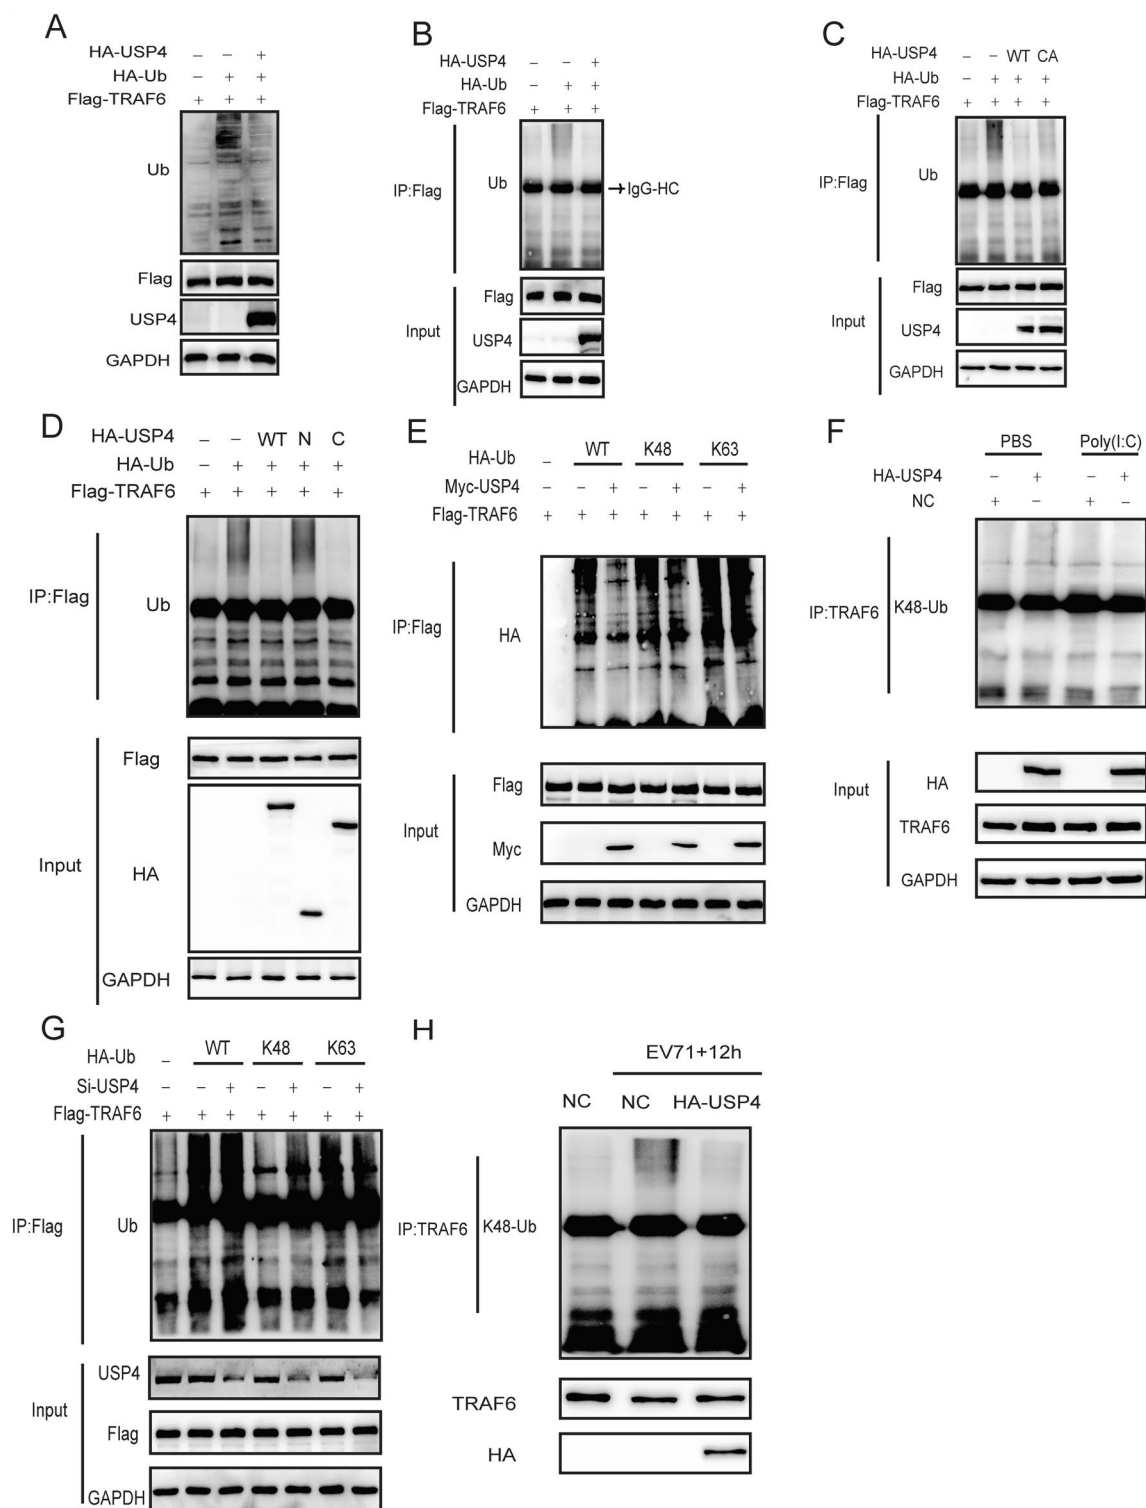 A
HA-USP4 – – +
HA-Ub – + +
Flag-TRAF6 + + +
Ub
Flag
USP4
GAPDH
B
HA-USP4 – – +
HA-Ub – + +
Flag-TRAF6 + + +
IP:Flag Ub →IgG-HC
Input
Flag
USP4
GAPDH
C
HA-USP4 – – WT CA
HA-Ub – + + +
Flag-TRAF6 + + + +
IP:Flag Ub
Input
Flag
USP4
GAPDH
D
HA-USP4 – – WT N C
HA-Ub – + + + +
Flag-TRAF6 + + + + +
IP:Flag Ub
Input
Flag
HA
GAPDH
E
HA-Ub – WT K48 K63
Myc-USP4 – – + – + – +
Flag-TRAF6 + + + + + + +
IP:Flag HA
Input
Flag
Myc
GAPDH
F
PBS Poly(I:C)
HA-USP4 – + – +
NC + – + –
IP:TRAF6 K48-Ub
Input
HA
TRAF6
GAPDH
G
HA-Ub – WT K48 K63
Si-USP4 – – + – + – +
Flag-TRAF6 + + + + + + +
IP:Flag Ub
Input
USP4
Flag
GAPDH
H
EV71+12h
NC NC HA-USP4
IP:TRAF6 K48-Ub
TRAF6
HA